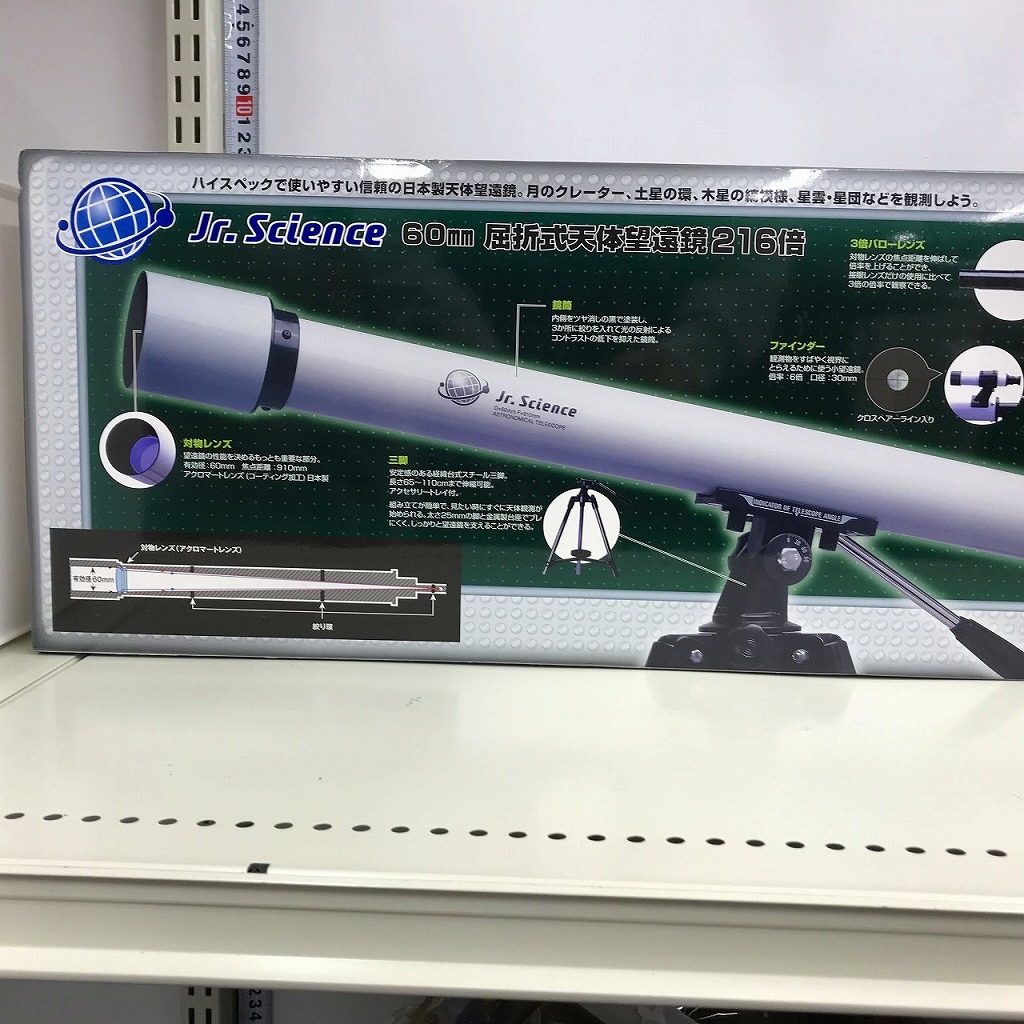 4 5 6 7 8 9 10 1 2 3
ハイスペックで使いやすい信頼の日本製天体望遠鏡。月のクレーター、土星の環、木星の縞模様、星雲・星団などを観測しよう。
Jr. Science 60mm 屈折式天体望遠鏡216倍
3倍バローレンズ
対物レンズの焦点距離を伸ばして
倍率を上げることができ、
接眼レンズだけの使用に比べて
3倍の倍率で観察できる。
鏡筒
内側をツヤ消しの黒で塗装し、
3か所に絞りを入れて光の反射による
コントラストの低下を抑えた鏡筒。
ファインダー
観測物をすばやく視界に
とらえるために使う小望遠鏡。
倍率:6倍 口径:30mm
クロスヘアーライン入り
Jr. Science
D=60mm F=910mm
ASTRONOMICAL TELESCOPE
対物レンズ
望遠鏡の性能を決めるもっとも重要な部分。
有効径:60mm 焦点距離:910mm
アクロマートレンズ(コーティング加工)日本製
三脚
安定感のある経緯台式スチール三脚。
長さ65〜110cmまで伸縮可能。
アクセサリートレイ付。
組み立てが簡単で、見たい時にすぐに天体観測が
始められる。太さ25mmの脚と金属製台座でブレ
にくく、しっかりと望遠鏡を支えることができる。
INDICATOR OF TELESCOPE ANGLE
対物レンズ(アクロマートレンズ)
有効径60mm
絞り環
2 3 4